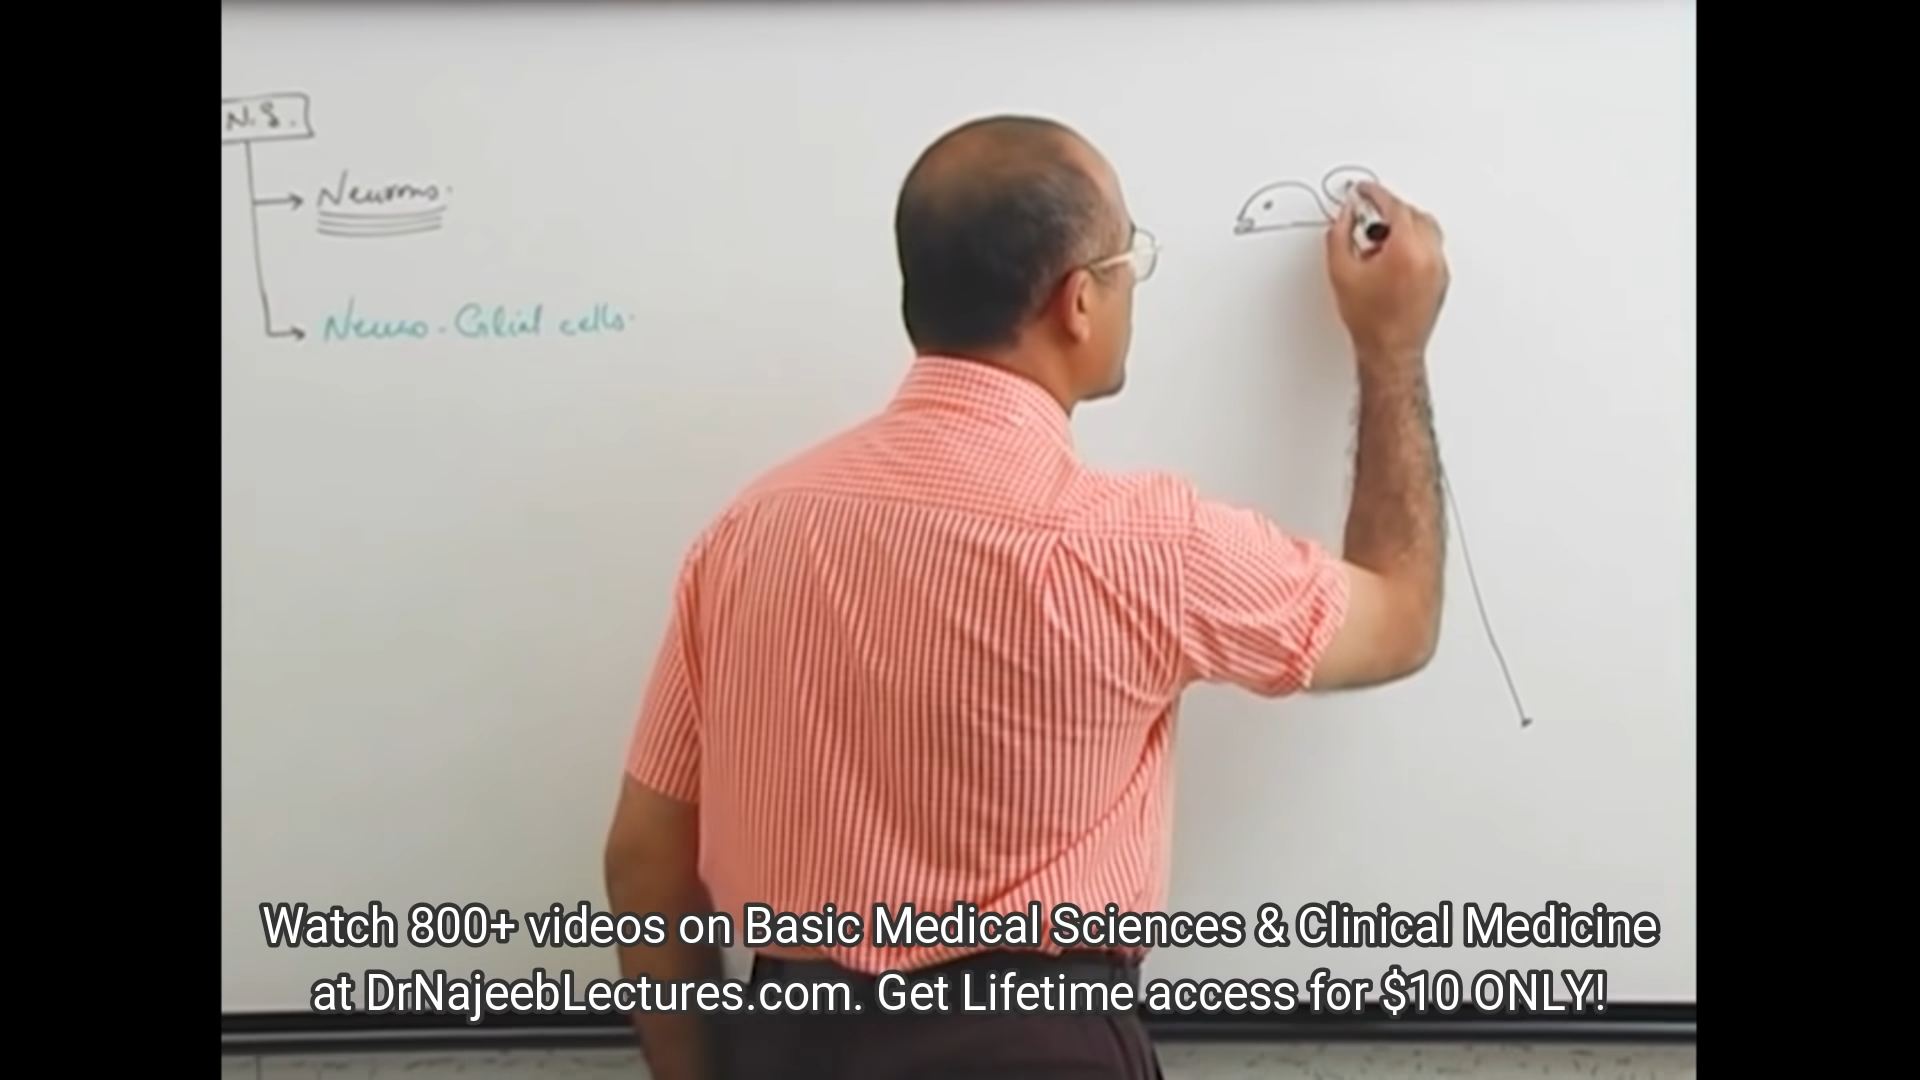 N.S.
Neurons.
Neuro-Glial cells.
Watch 800+ videos on Basic Medical Sciences & Clinical Medicine
at DrNajeebLectures.com. Get Lifetime access for $10 ONLY!